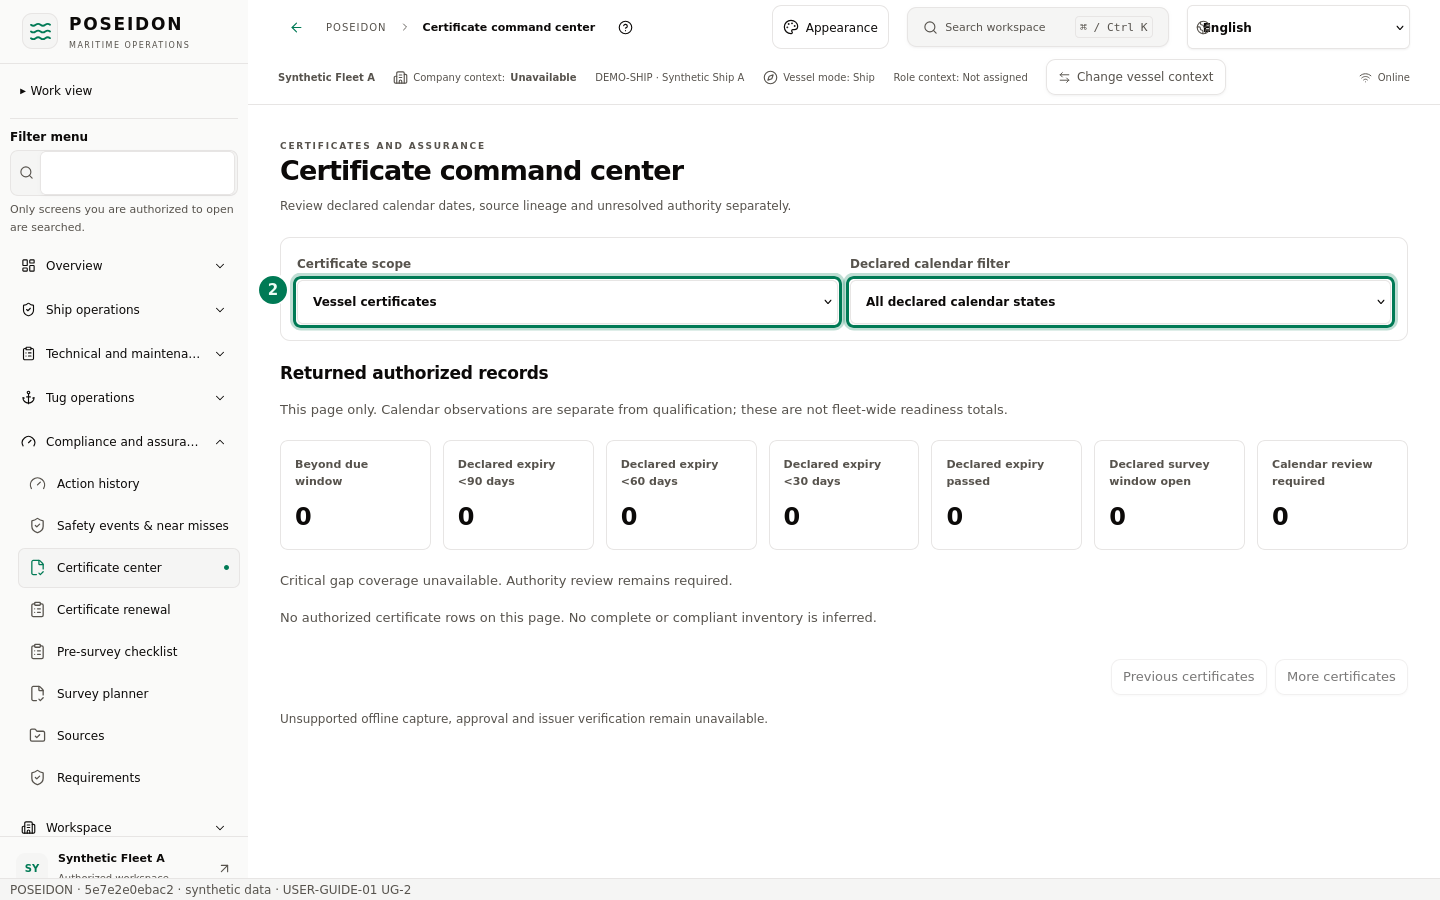 POSEIDON
MARITIME OPERATIONS
Work view
Filter menu
Only screens you are authorized to open
are searched.
Overview
Ship operations
Technical and maintena…
Tug operations
Compliance and assura…
Action history
Safety events & near misses
Certificate center
Certificate renewal
Pre-survey checklist
Survey planner
Sources
Requirements
Workspace
SY
Synthetic Fleet A
Authorized workspace
POSEIDON
Certificate command center
Appearance
Search workspace
⌘ / Ctrl K
English
Synthetic Fleet A
Company context: Unavailable
DEMO-SHIP · Synthetic Ship A
Vessel mode: Ship
Role context: Not assigned
Change vessel context
Online
CERTIFICATES AND ASSURANCE
Certificate command center
Review declared calendar dates, source lineage and unresolved authority separately.
Certificate scope
Declared calendar filter
2
Vessel certificates
All declared calendar states
Returned authorized records
This page only. Calendar observations are separate from qualification; these are not fleet-wide readiness totals.
Beyond due
window
0
Declared expiry
<90 days
0
Declared expiry
<60 days
0
Declared expiry
<30 days
0
Declared expiry
passed
0
Declared survey
window open
0
Calendar review
required
0
Critical gap coverage unavailable. Authority review remains required.
No authorized certificate rows on this page. No complete or compliant inventory is inferred.
Previous certificates
More certificates
Unsupported offline capture, approval and issuer verification remain unavailable.
POSEIDON · 5e7e2e0ebac2 · synthetic data · USER-GUIDE-01 UG-2